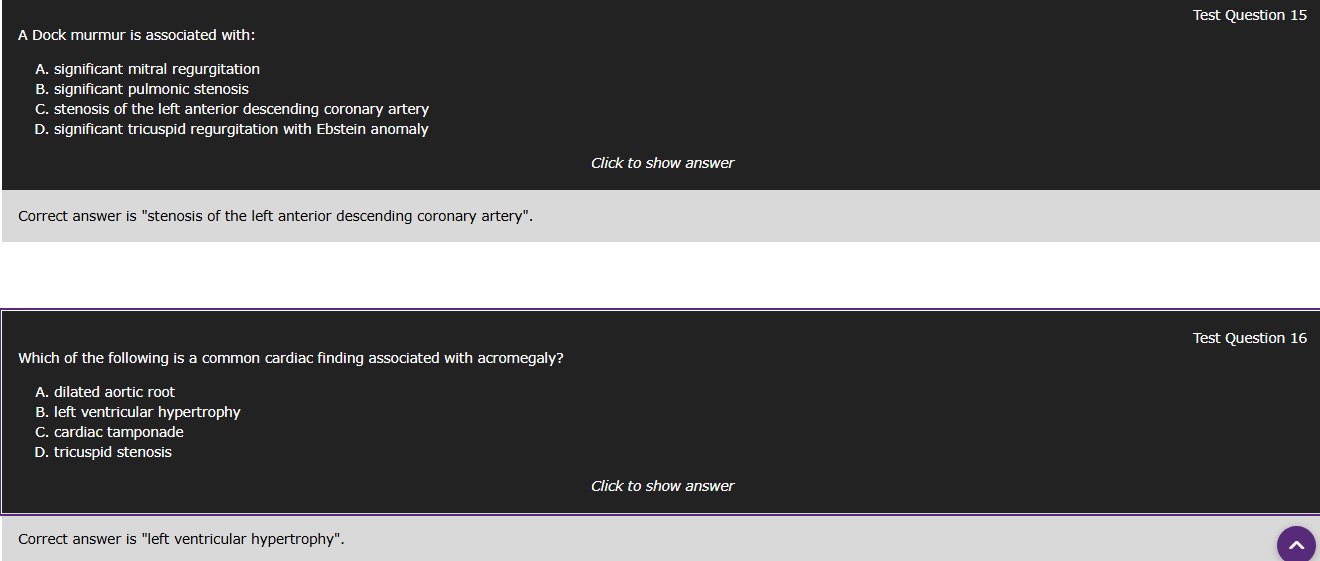 Test Question 15
A Dock murmur is associated with:
A. significant mitral regurgitation
B. significant pulmonic stenosis
C. stenosis of the left anterior descending coronary artery
D. significant tricuspid regurgitation with Ebstein anomaly
Click to show answer
Correct answer is "stenosis of the left anterior descending coronary artery".
Test Question 16
Which of the following is a common cardiac finding associated with acromegaly?
A. dilated aortic root
B. left ventricular hypertrophy
C. cardiac tamponade
D. tricuspid stenosis
Click to show answer
Correct answer is "left ventricular hypertrophy".